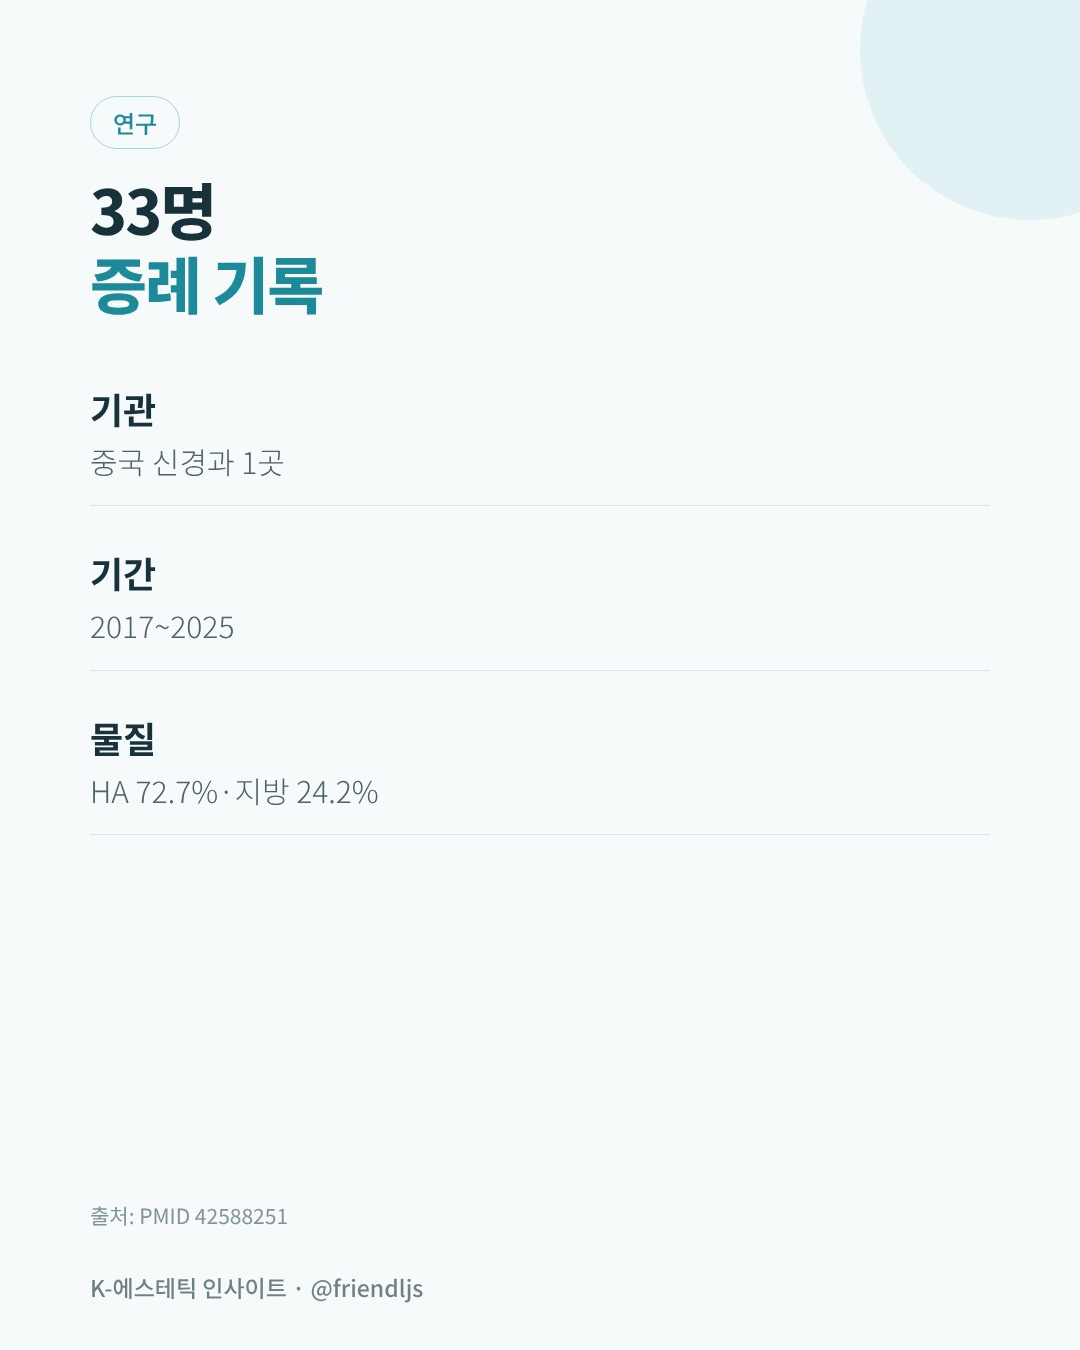 연구
33명
증례 기록
기관
중국 신경과 1곳
기간
2017~2025
물질
HA 72.7%·지방 24.2%
출처: PMID 42588251
K-에스테틱 인사이트 · @friendljs